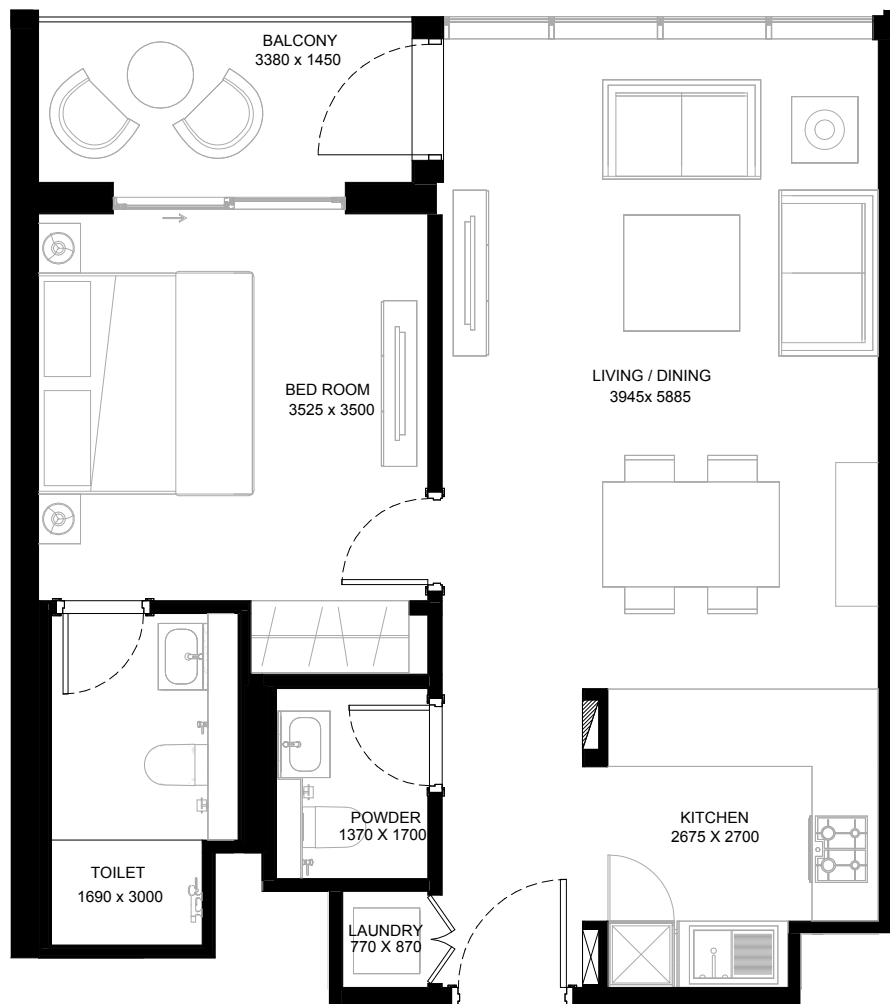 BALCONY
3380 x 1450
BED ROOM
3525 x 3500
LIVING / DINING
3945x 5885
KITCHEN
2675 X 2700
POWDER
1370 X 1700
TOILET
1690 x 3000
LAUNDRY
770 X 870